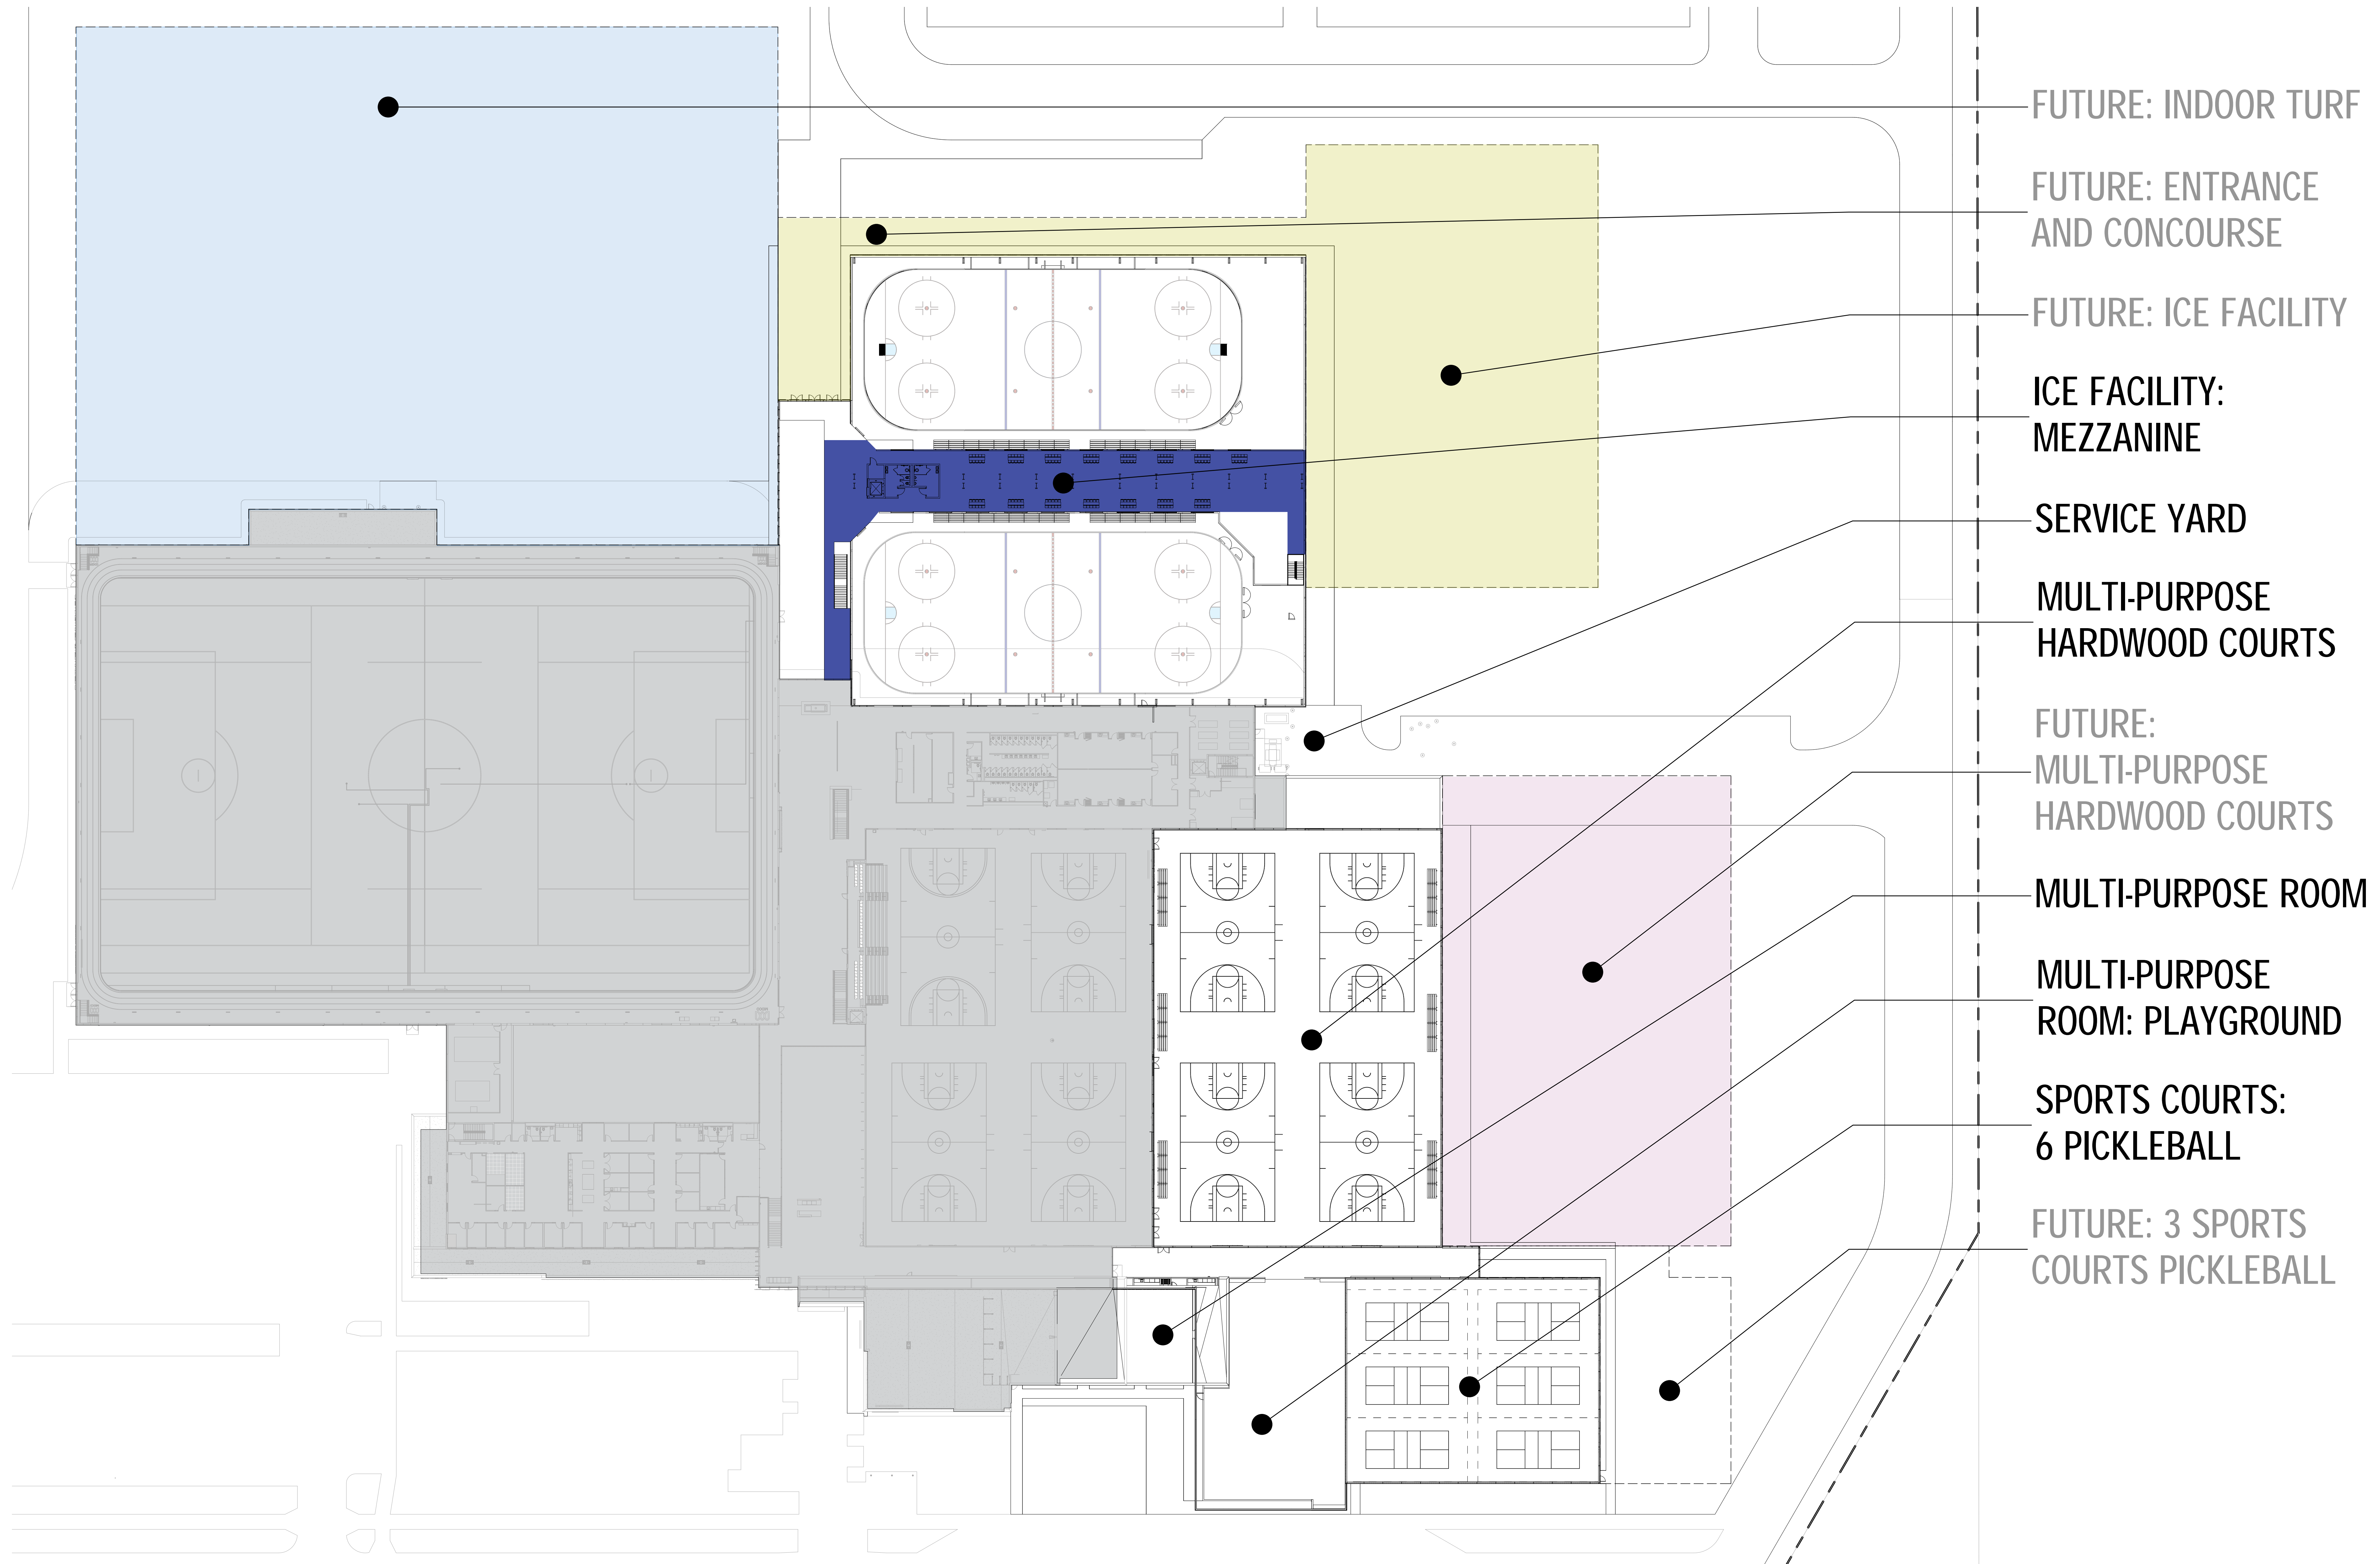 FUTURE: INDOOR TURF
FUTURE: ENTRANCE
AND CONCOURSE
FUTURE: ICE FACILITY
ICE FACILITY:
MEZZANINE
SERVICE YARD
MULTI-PURPOSE
HARDWOOD COURTS
FUTURE:
MULTI-PURPOSE
HARDWOOD COURTS
MULTI-PURPOSE ROOM
MULTI-PURPOSE
ROOM: PLAYGROUND
SPORTS COURTS:
6 PICKLEBALL
FUTURE: 3 SPORTS
COURTS PICKLEBALL